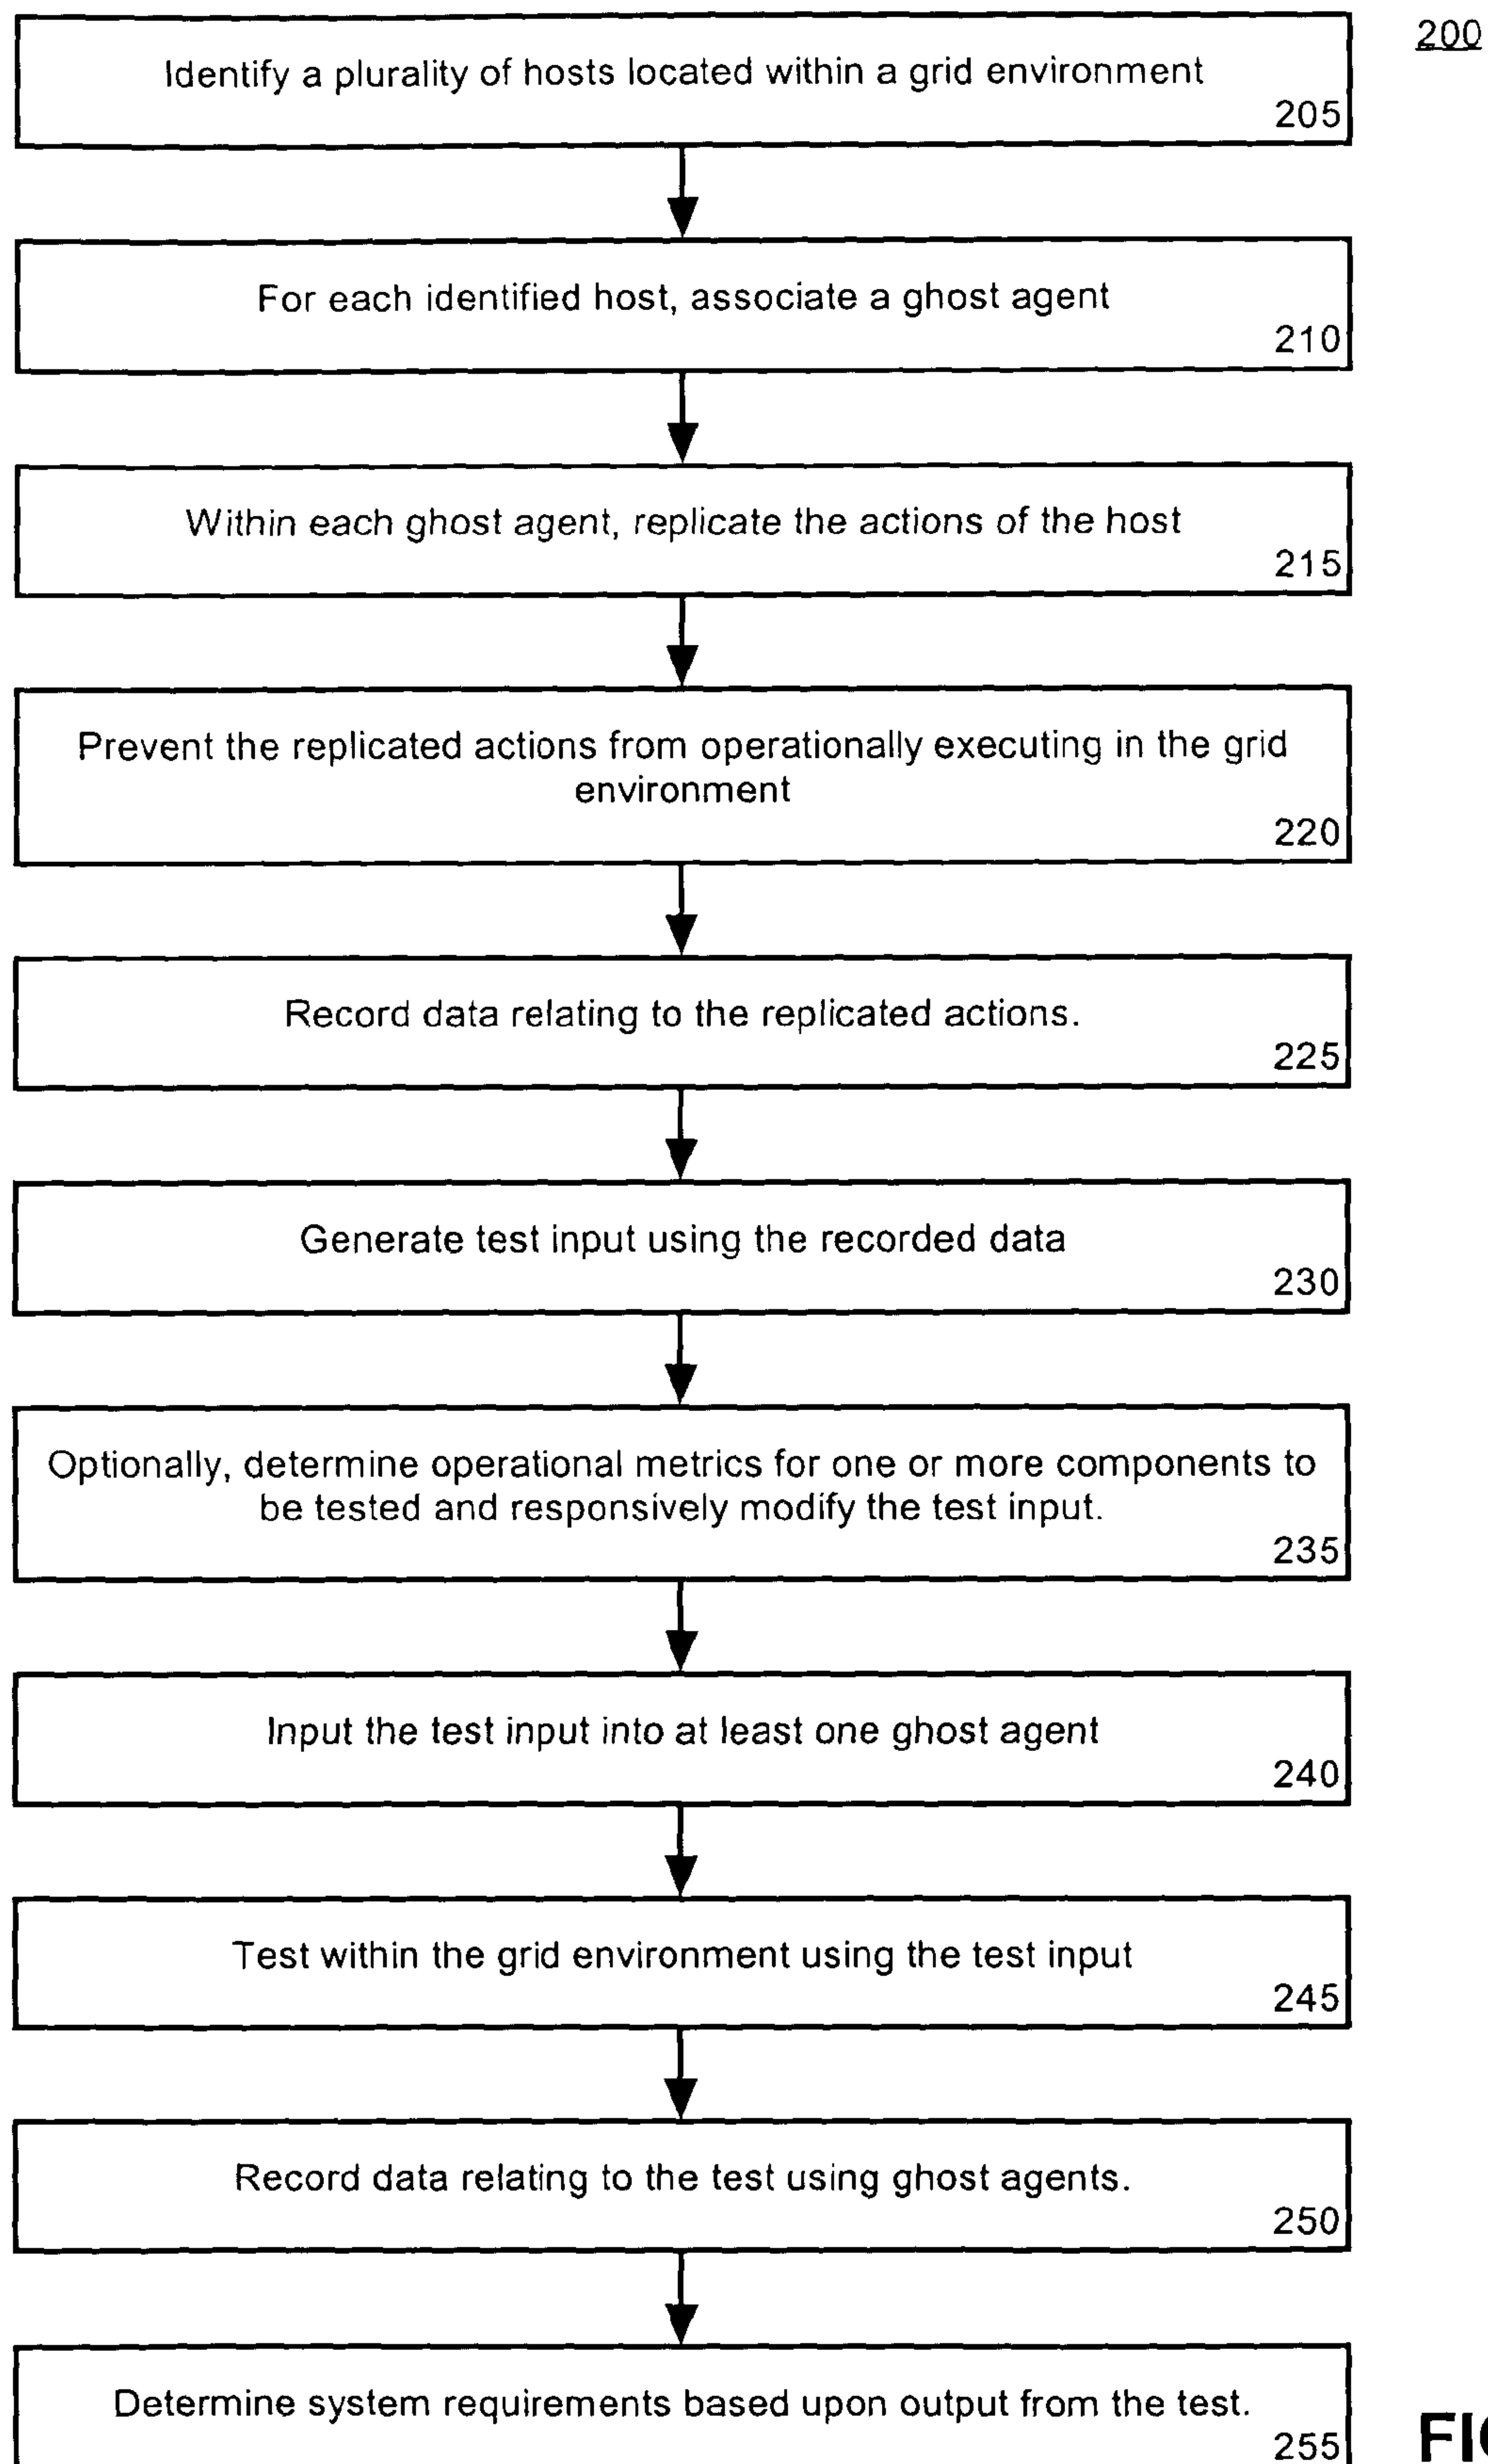 200
Identify a plurality of hosts located within a grid environment
205
For each identified host, associate a ghost agent
210
Within each ghost agent, replicate the actions of the host
215
Prevent the replicated actions from operationally executing in the grid
environment
220
Record data relating to the replicated actions.
225
Generate test input using the recorded data
230
Optionally, determine operational metrics for one or more components to
be tested and responsively modify the test input.
235
Input the test input into at least one ghost agent
240
Test within the grid environment using the test input
245
Record data relating to the test using ghost agents.
250
Determine system requirements based upon output from the test.
255